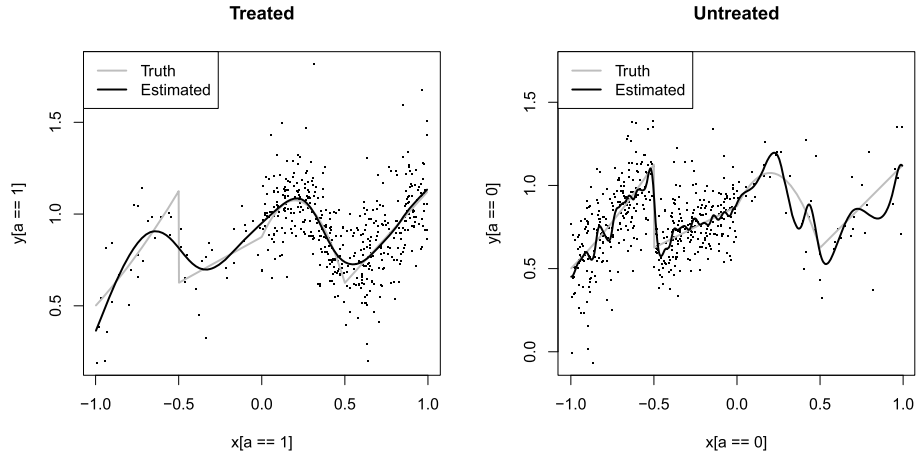 Treated
Truth
Estimated
y[a == 1]
1.5
1.0
0.5
−1.0 −0.5 0.0 0.5 1.0
x[a == 1]
Untreated
Truth
Estimated
y[a == 0]
1.5
1.0
0.5
0.0
−1.0 −0.5 0.0 0.5 1.0
x[a == 0]